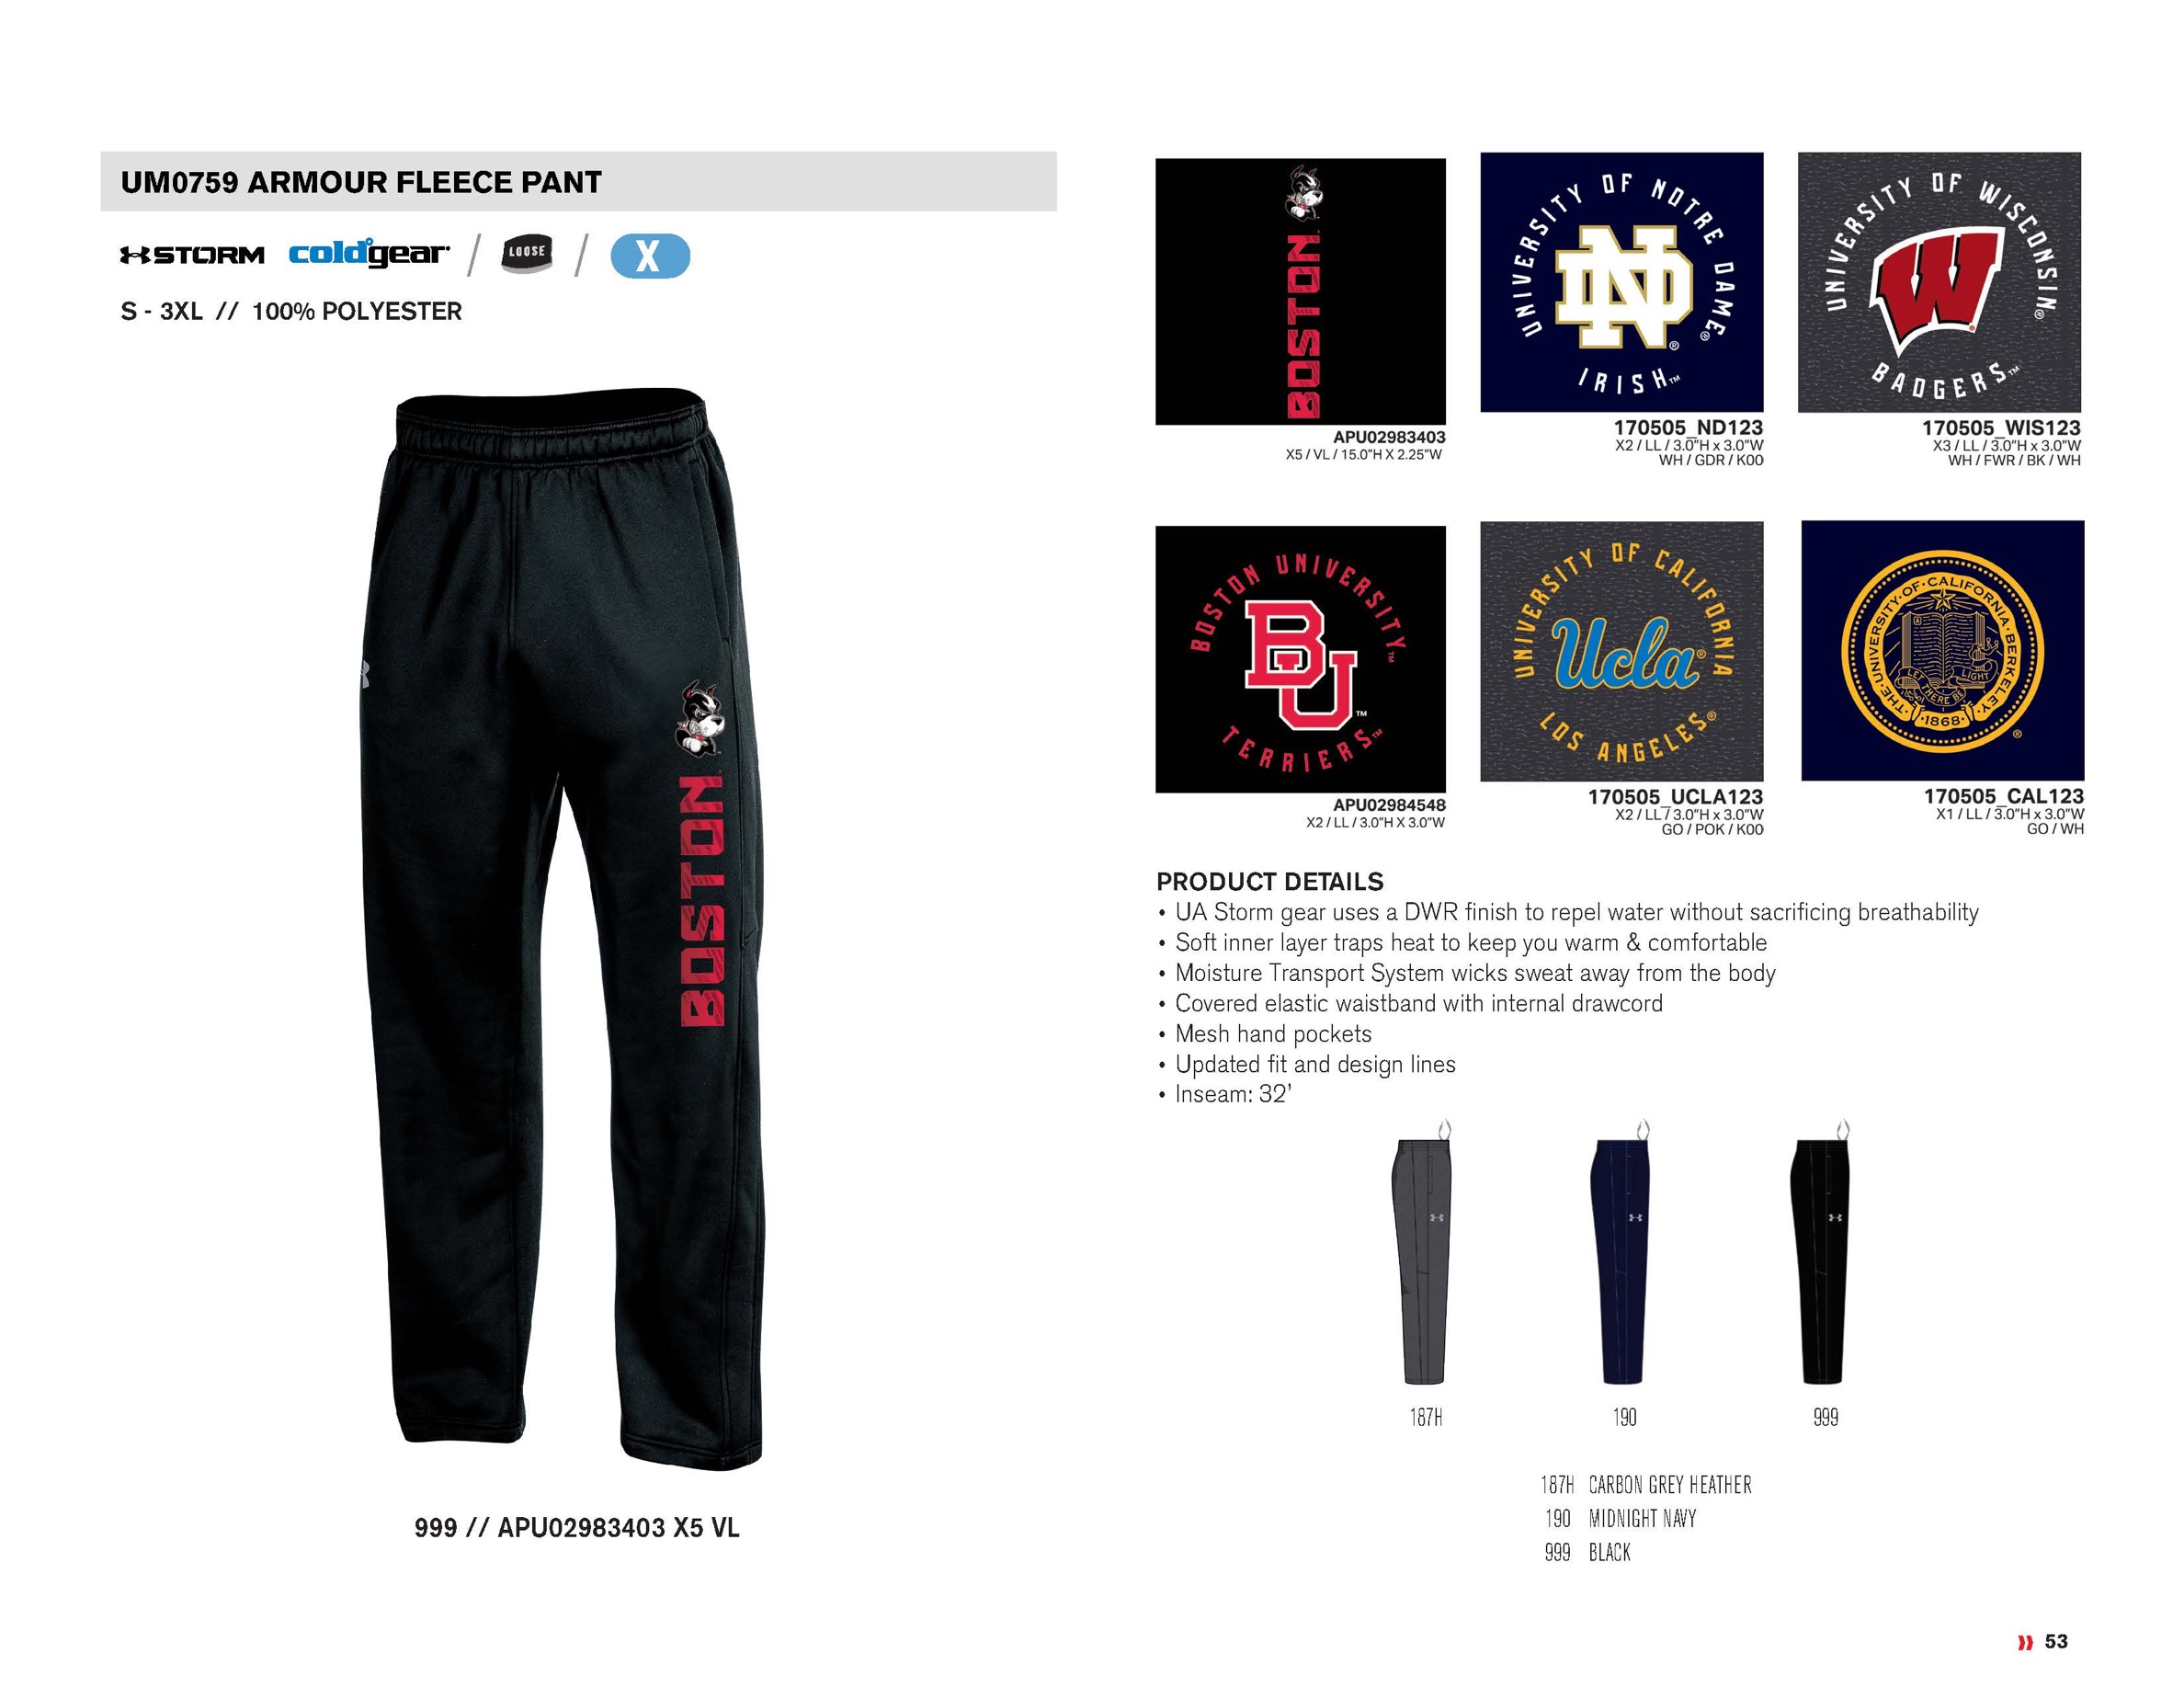 UM0759 ARMOUR FLEECE PANT
STORM coldgear / LOOSE / X
S - 3XL // 100% POLYESTER
BOSTON
999 // APU02983403 X5 VL
BOSTON
APU02983403
X5 / VL / 15.0"H X 2.25"W
UNIVERSITY OF NOTRE DAME®
ND®
IRISH™
170505_ND123
X2 / LL / 3.0"H x 3.0"W
WH / GDR / K00
UNIVERSITY OF WISCONSIN®
W
BADGERS™
170505_WIS123
X3 / LL / 3.0"H x 3.0"W
WH / FWR / BK / WH
BOSTON UNIVERSITY™
BU™
TERRIERS™
APU02984548
X2 / LL / 3.0"H X 3.0"W
UNIVERSITY OF CALIFORNIA
Ucla®
LOS ANGELES®
170505_UCLA123
X2 / LL / 3.0"H x 3.0"W
GO / POK / K00
·THE·UNIVERSITY·OF·CALIFORNIA·BERKELEY·
A
LET THERE BE LIGHT
·1868·
®
170505_CAL123
X1 / LL / 3.0"H x 3.0"W
GO / WH
PRODUCT DETAILS
• UA Storm gear uses a DWR finish to repel water without sacrificing breathability
• Soft inner layer traps heat to keep you warm & comfortable
• Moisture Transport System wicks sweat away from the body
• Covered elastic waistband with internal drawcord
• Mesh hand pockets
• Updated fit and design lines
• Inseam: 32'
187H 190 999
187H CARBON GREY HEATHER
190 MIDNIGHT NAVY
999 BLACK
53